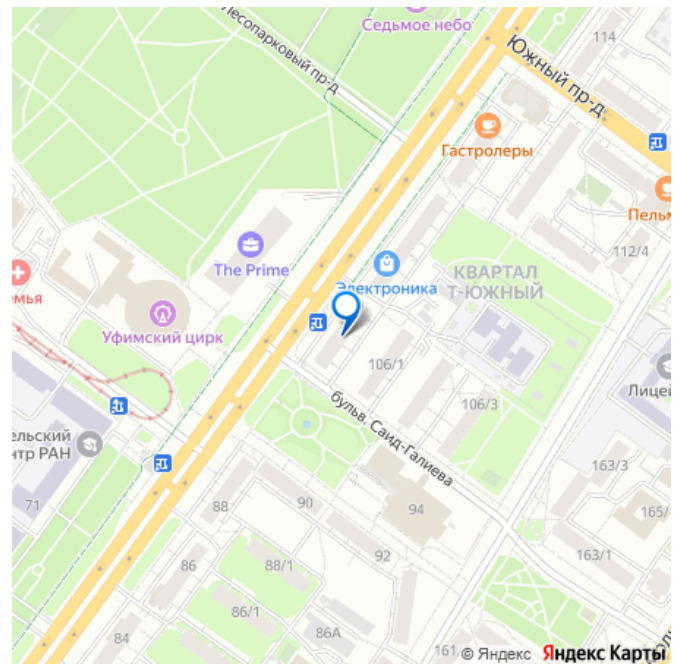 Седьмое небо
Лесопарковый пр-д
114
Южный пр-д
Гастролеры
Пельм
112/4
The Prime
Электроника
КВАРТАЛ
Т-ЮЖНЫЙ
емья
Уфимский цирк
106/1
Лицей
106/3
бульв. Саид-Галиева
ельский
нтр РАН
71
163/3
165/
88
90
94
92
163/1
86
88/1
86/1
86А
84
161
© Яндекс Яндекс Карты